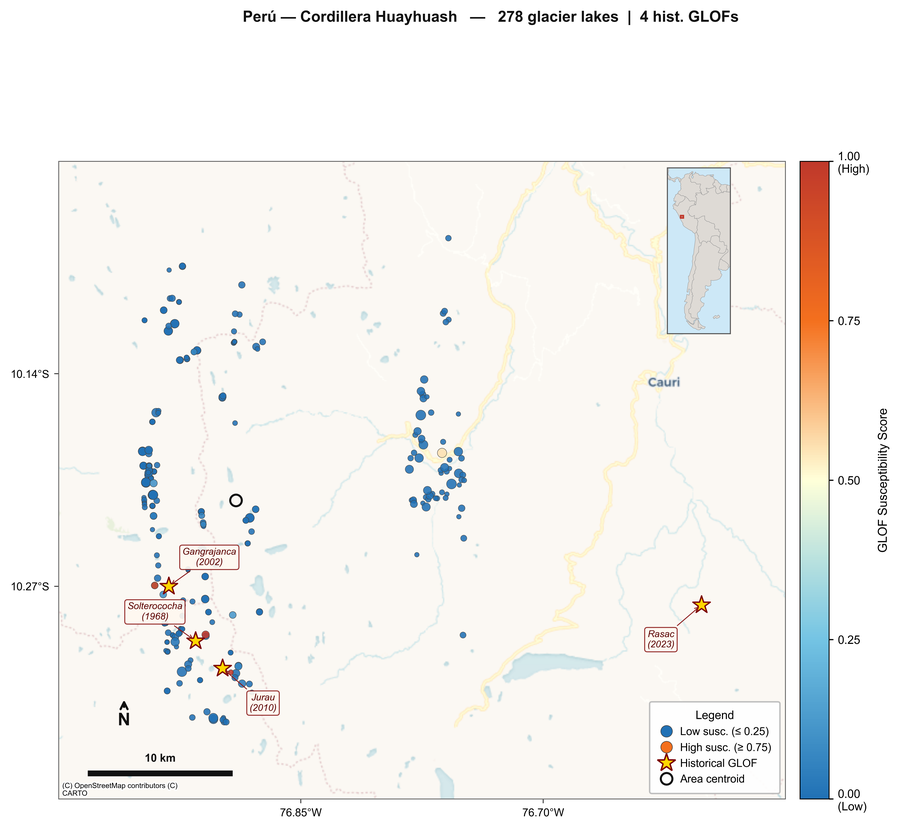 Perú — Cordillera Huayhuash — 278 glacier lakes | 4 hist. GLOFs
1.00
(High)
0.75
0.50
0.25
0.00
(Low)
GLOF Susceptibility Score
10.14°S
10.27°S
76.85°W
76.70°W
Cauri
Gangrajanca
(2002)
Solterococha
(1968)
Rasac
(2023)
Jurau
(2010)
N
10 km
(C) OpenStreetMap contributors (C)
CARTO
Legend
Low susc. (≤ 0.25)
High susc. (≥ 0.75)
Historical GLOF
Area centroid